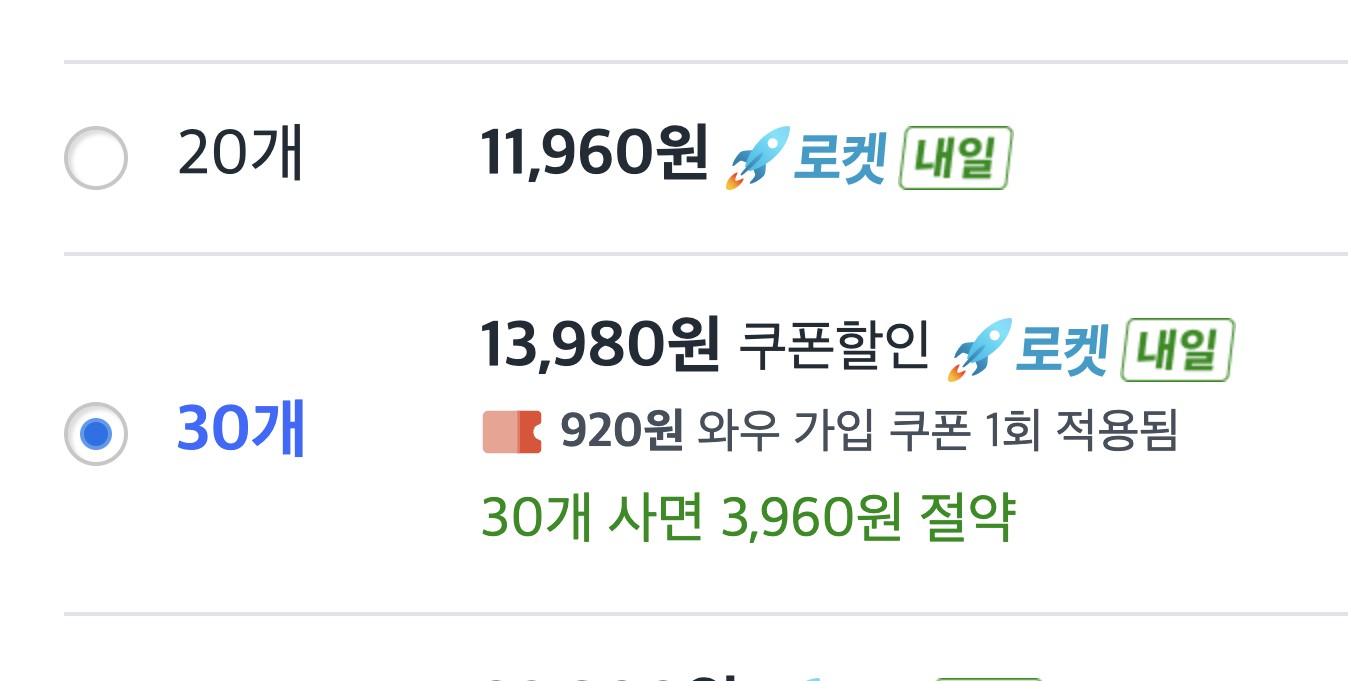 20개 11,960원 로켓 내일
30개 13,980원 쿠폰할인 로켓 내일
920원 와우 가입 쿠폰 1회 적용됨
30개 사면 3,960원 절약